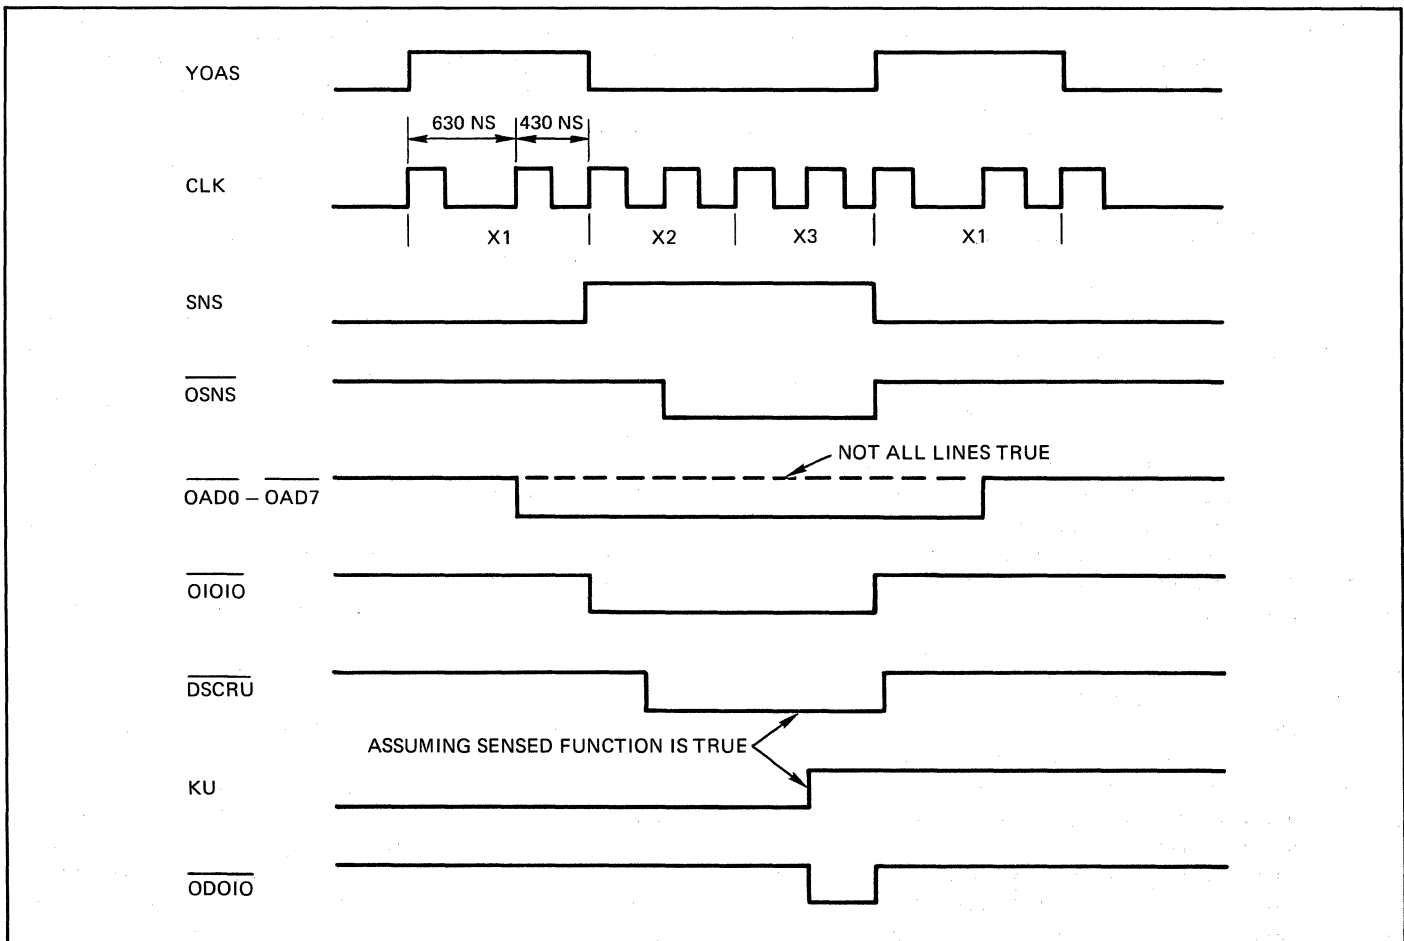 YOAS
630 NS 430 NS
CLK
X1 X2 X3 X1
SNS
OSNS
NOT ALL LINES TRUE
OAD0 – OAD7
OIOIO
DSCRU
ASSUMING SENSED FUNCTION IS TRUE
KU
ODOIO